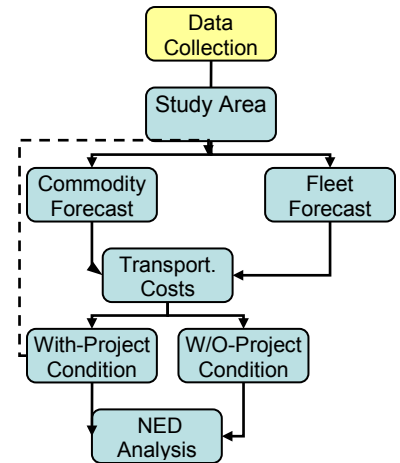 Data
Collection
Study Area
Commodity
Forecast
Fleet
Forecast
Transport.
Costs
With-Project
Condition
W/O-Project
Condition
NED
Analysis